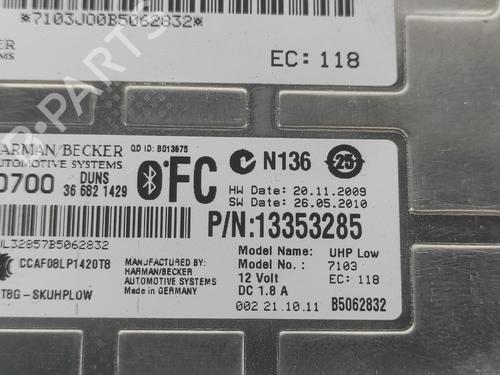 *7103J00B5062832*
EC: 118
HARMAN/BECKER
AUTOMOTIVE SYSTEMS
QD ID: B013675
DUNS
0700
36 682 1429
FC
N136
25
HW Date: 20.11.2009
SW Date: 26.05.2010
P/N:13353285
UL32857B5062832
CCAF08LP1420T8
T8G-SKUHPLOW
MANUFACTURED BY:
HARMAN/BECKER
AUTOMOTIVE SYSTEMS
Made in GERMANY
Model Name: UHP Low
Model No.: 7103
12 Volt EC: 118
DC 1.8 A
002.21.10.11 B5062832
B-PARTS